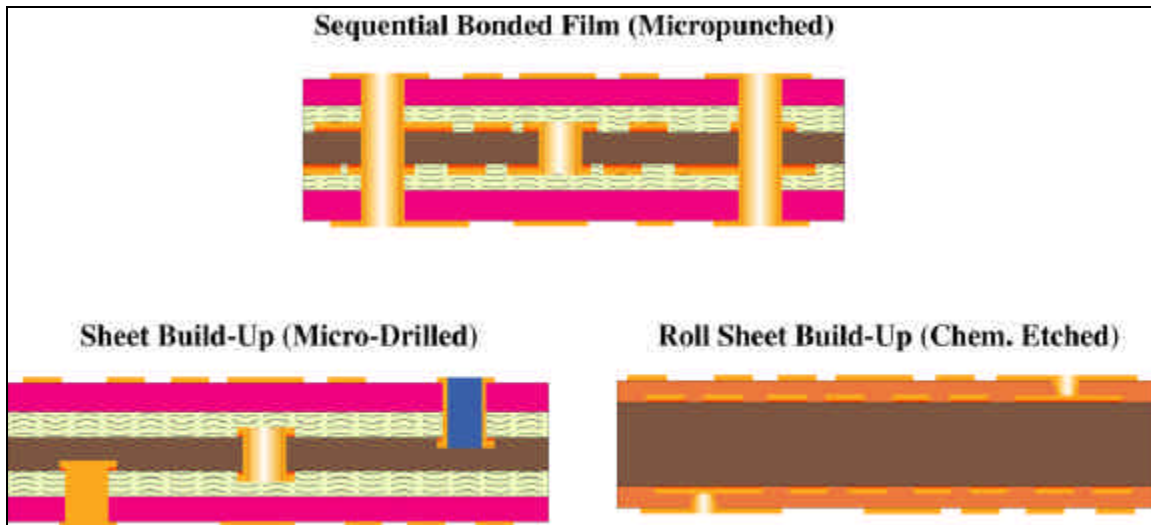 Sequential Bonded Film (Micropunched)
Sheet Build-Up (Micro-Drilled)
Roll Sheet Build-Up (Chem. Etched)